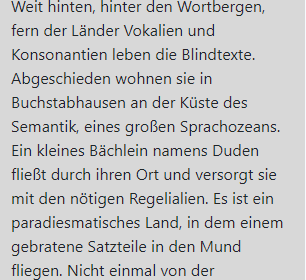 Weit hinten, hinter den Wortbergen,
fern der Länder Vokalien und
Konsonantien leben die Blindtexte.
Abgeschieden wohnen sie in
Buchstabhausen an der Küste des
Semantik, eines großen Sprachozeans.
Ein kleines Bächlein namens Duden
fließt durch ihren Ort und versorgt sie
mit den nötigen Regelialien. Es ist ein
paradiesmatisches Land, in dem einem
gebratene Satzteile in den Mund
fliegen. Nicht einmal von der